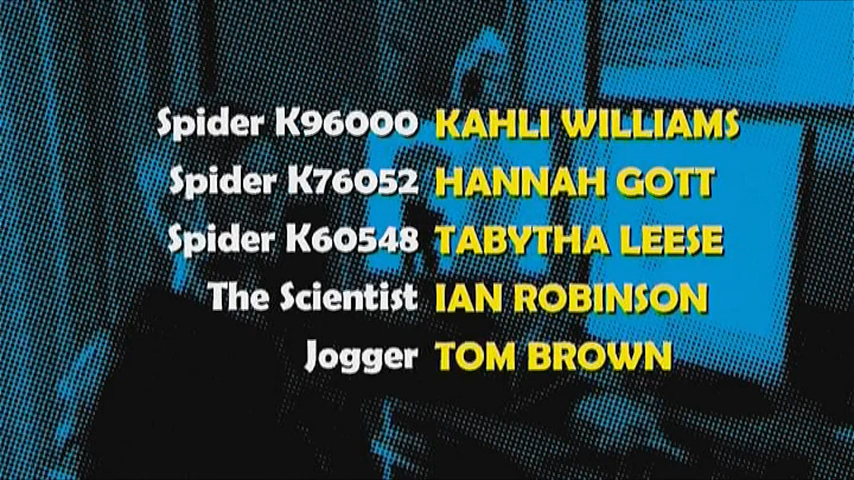 Spider K96000 KAHLI WILLIAMS
Spider K76052 HANNAH GOTT
Spider K60548 TABYTHA LEESE
The Scientist IAN ROBINSON
Jogger TOM BROWN